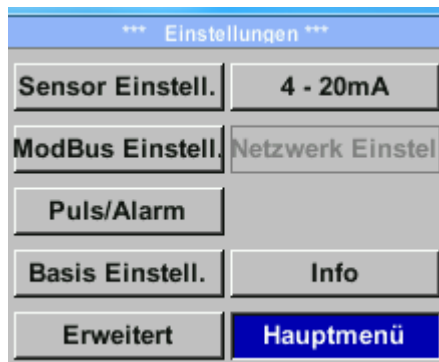 *** Einstellungen ***
Sensor Einstell. 4 - 20mA
ModBus Einstell. Netzwerk Einstel
Puls/Alarm
Basis Einstell. Info
Erweitert Hauptmenü